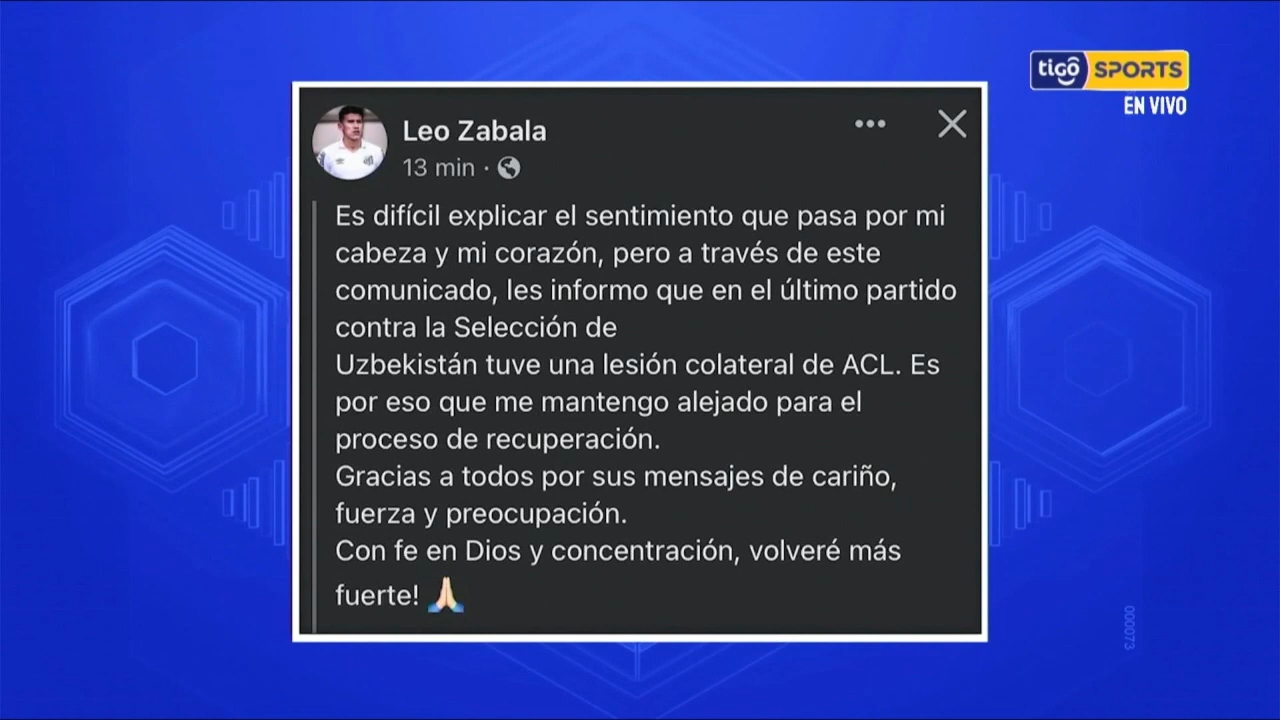 tigo SPORTS
EN VIVO
Leo Zabala
13 min ·
Es difícil explicar el sentimiento que pasa por mi
cabeza y mi corazón, pero a través de este
comunicado, les informo que en el último partido
contra la Selección de
Uzbekistán tuve una lesión colateral de ACL. Es
por eso que me mantengo alejado para el
proceso de recuperación.
Gracias a todos por sus mensajes de cariño,
fuerza y preocupación.
Con fe en Dios y concentración, volveré más
fuerte! 🙏
000073